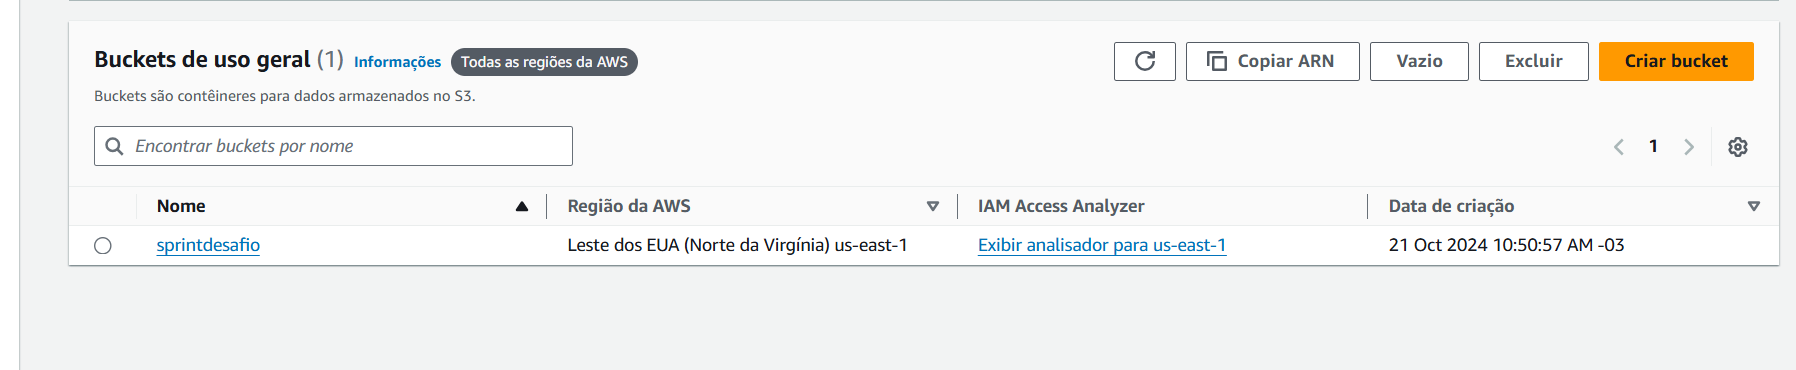 Buckets de uso geral (1) Informações Todas as regiões da AWS
Copiar ARN Vazio Excluir Criar bucket
Buckets são contêineres para dados armazenados no S3.
Encontrar buckets por nome
1
Nome Região da AWS IAM Access Analyzer Data de criação
sprintdesafio Leste dos EUA (Norte da Virgínia) us-east-1 Exibir analisador para us-east-1 21 Oct 2024 10:50:57 AM -03